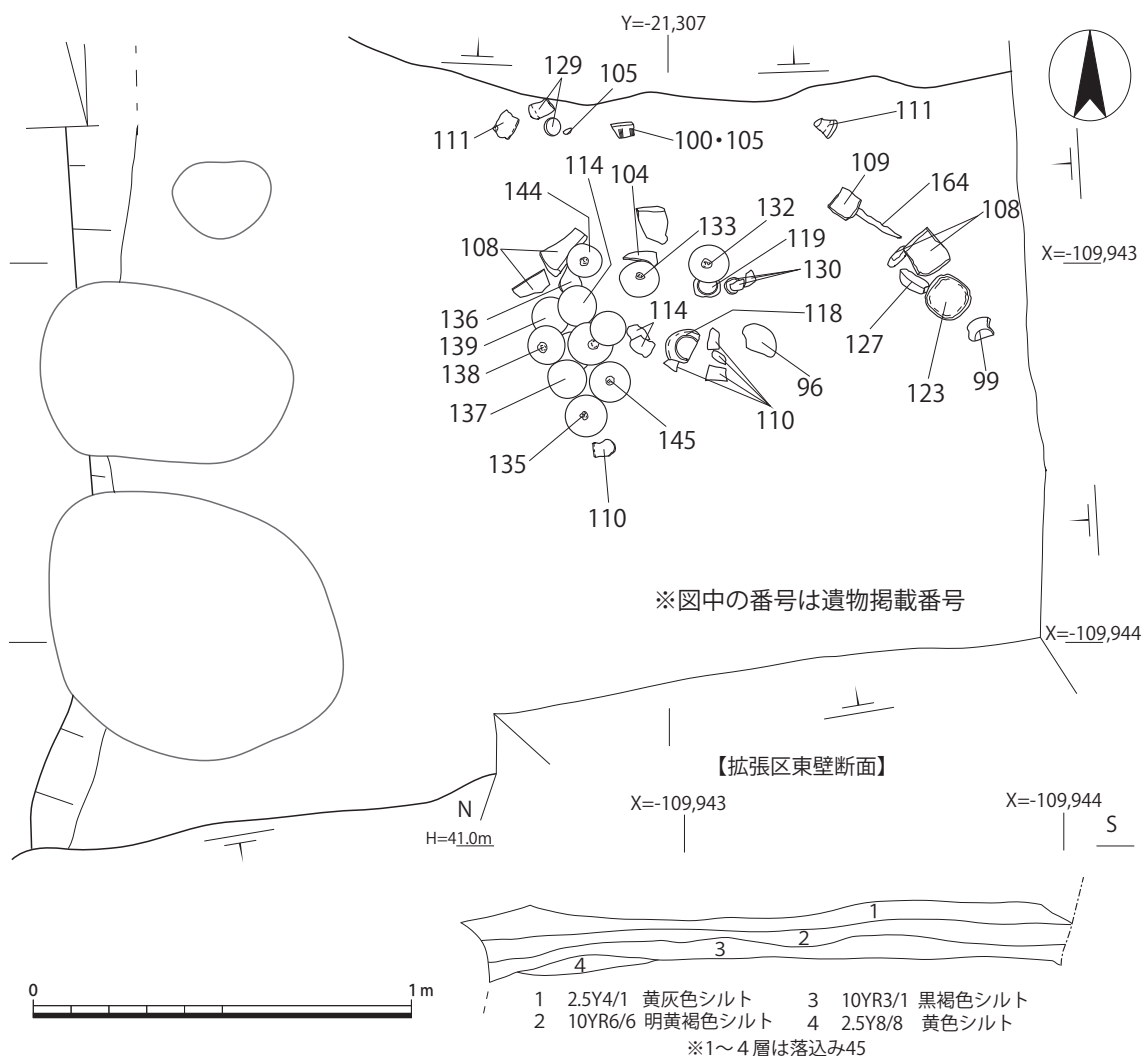 Y=-21,307
129
105
111
100・105
111
114
104
109
164
144
132
108
133
119
108
130
X=-109,943
136
114
118
139
127
138
96
123
99
137
110
145
135
110
※図中の番号は遺物掲載番号
X=-109,944
【拡張区東壁断面】
N
X=-109,943
X=-109,944
S
H=41.0m
1
2
3
4
0
1 m
1 2.5Y4/1 黄灰色シルト
2 10YR6/6 明黄褐色シルト
3 10YR3/1 黒褐色シルト
4 2.5Y8/8 黄色シルト
※1～4層は落込み45